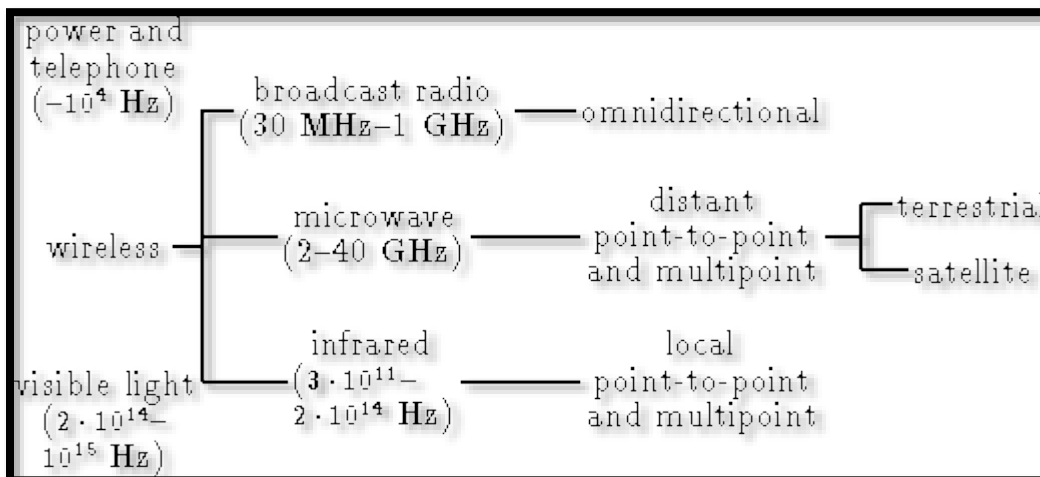 power and
telephone
(–10⁴ Hz)
broadcast radio
(30 MHz–1 GHz)
omnidirectional
wireless
microwave
(2–40 GHz)
distant
point-to-point
and multipoint
terrestrial
satellite
visible light
(2 · 10¹⁴–
10¹⁵ Hz)
infrared
(3 · 10¹¹–
2 · 10¹⁴ Hz)
local
point-to-point
and multipoint